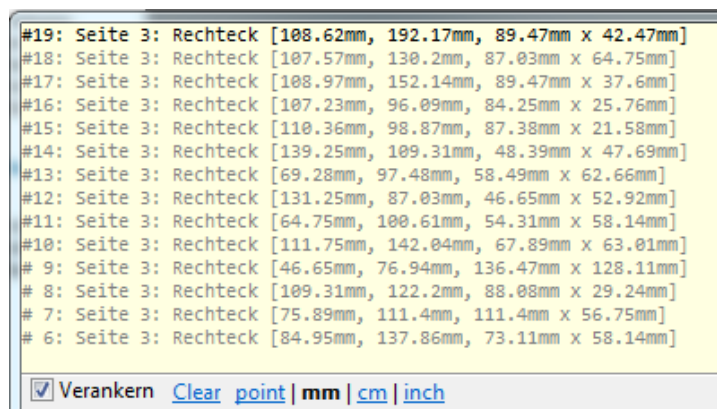 #19: Seite 3: Rechteck [108.62mm, 192.17mm, 89.47mm x 42.47mm]
#18: Seite 3: Rechteck [107.57mm, 130.2mm, 87.03mm x 64.75mm]
#17: Seite 3: Rechteck [108.97mm, 152.14mm, 89.47mm x 37.6mm]
#16: Seite 3: Rechteck [107.23mm, 96.09mm, 84.25mm x 25.76mm]
#15: Seite 3: Rechteck [110.36mm, 98.87mm, 87.38mm x 21.58mm]
#14: Seite 3: Rechteck [139.25mm, 109.31mm, 48.39mm x 47.69mm]
#13: Seite 3: Rechteck [69.28mm, 97.48mm, 58.49mm x 62.66mm]
#12: Seite 3: Rechteck [131.25mm, 87.03mm, 46.65mm x 52.92mm]
#11: Seite 3: Rechteck [64.75mm, 100.61mm, 54.31mm x 58.14mm]
#10: Seite 3: Rechteck [111.75mm, 142.04mm, 67.89mm x 63.01mm]
# 9: Seite 3: Rechteck [46.65mm, 76.94mm, 136.47mm x 128.11mm]
# 8: Seite 3: Rechteck [109.31mm, 122.2mm, 88.08mm x 29.24mm]
# 7: Seite 3: Rechteck [75.89mm, 111.4mm, 111.4mm x 56.75mm]
# 6: Seite 3: Rechteck [84.95mm, 137.86mm, 73.11mm x 58.14mm]
Verankern Clear point | mm | cm | inch